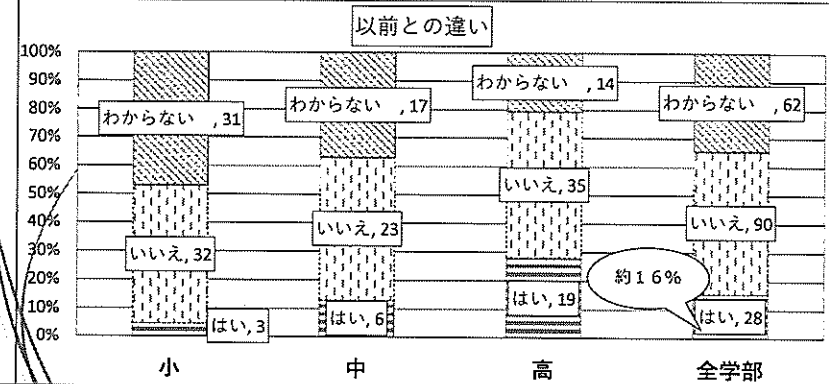 以前との違い
100%
90%
80%
70%
60%
50%
40%
30%
20%
10%
0%
わからない ,31
いいえ, 32
はい, 3
わからない ,17
いいえ, 23
はい, 6
わからない ,14
いいえ, 35
はい, 19
わからない ,62
いいえ, 90
はい, 28
約16%
小 中 高 全学部